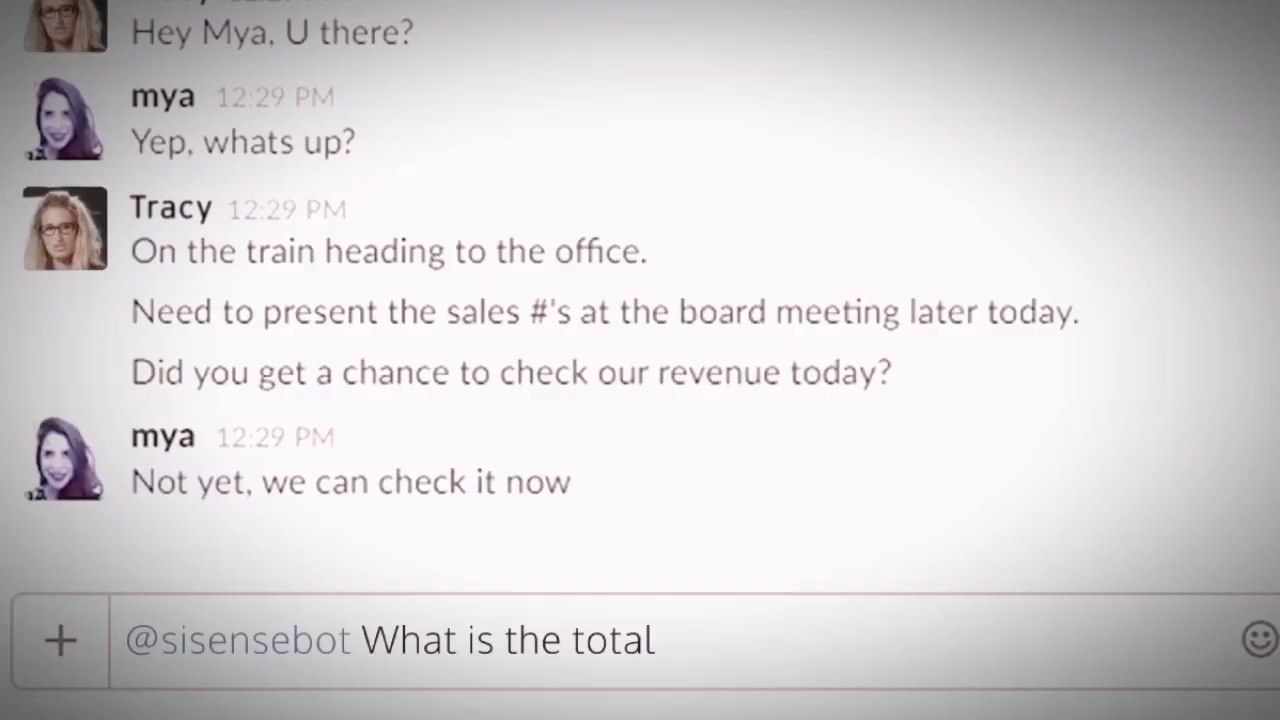 Hey Mya, U there?
mya 12:29 PM
Yep, whats up?
Tracy 12:29 PM
On the train heading to the office.
Need to present the sales #'s at the board meeting later today.
Did you get a chance to check our revenue today?
mya 12:29 PM
Not yet, we can check it now
@sisensebot What is the total